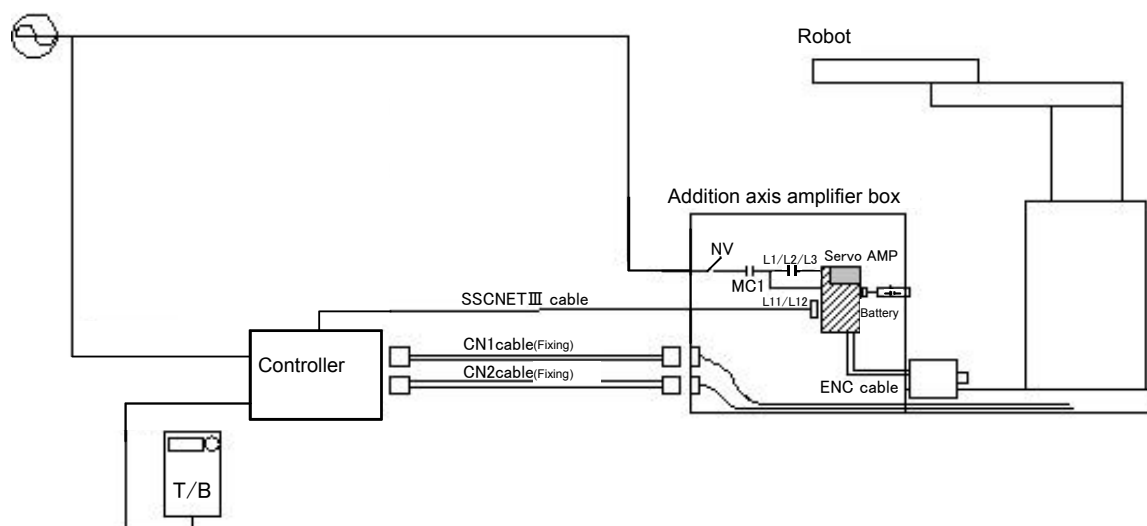 Robot
Addition axis amplifier box
NV
L1/L2/L3
Servo AMP
MC1
SSCNETⅢ cable
L11/L12
Battery
CN1cable(Fixing)
Controller
CN2cable(Fixing)
ENC cable
T/B